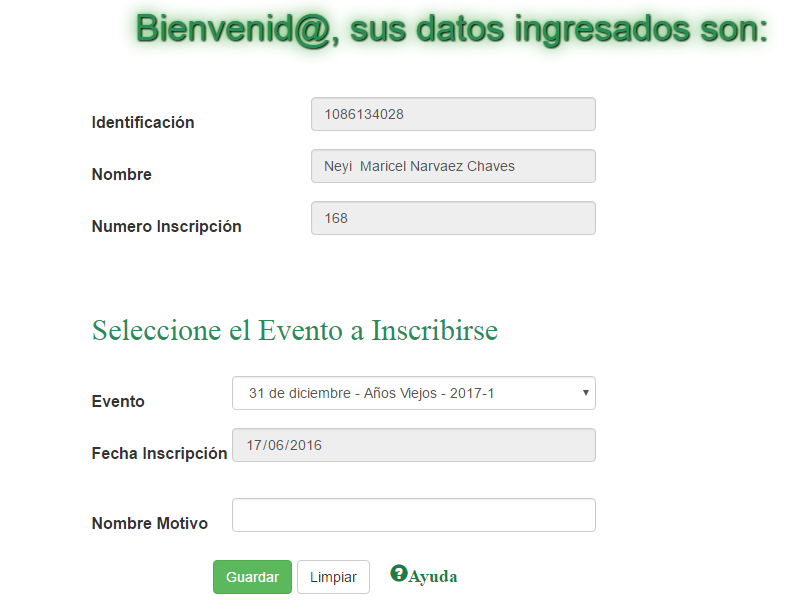 Bienvenid@, sus datos ingresados son:
Identificación 1086134028
Nombre Neyi  Maricel Narvaez Chaves
Numero Inscripción 168
Seleccione el Evento a Inscribirse
Evento 31 de diciembre - Años Viejos - 2017-1
Fecha Inscripción 17/06/2016
Nombre Motivo
Guardar Limpiar Ayuda